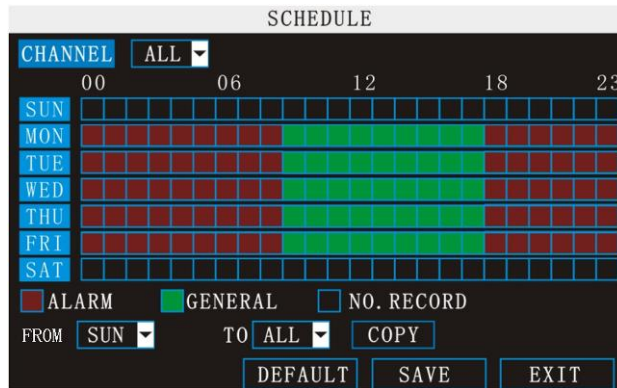 SCHEDULE
CHANNEL ALL
00 06 12 18 23
SUN
MON
TUE
WED
THU
FRI
SAT
ALARM GENERAL NO. RECORD
FROM SUN TO ALL COPY
DEFAULT SAVE EXIT